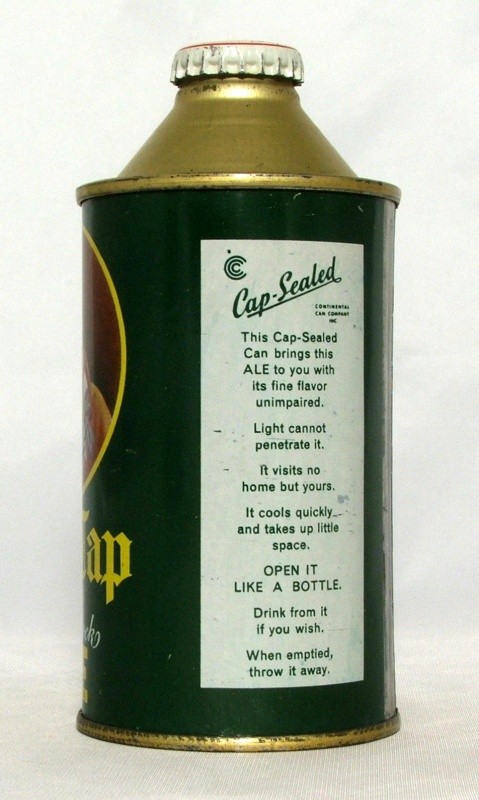 CCC
Cap-Sealed
CONTINENTAL
CAN COMPANY
INC
This Cap-Sealed
Can brings this
ALE to you with
its fine flavor
unimpaired.
Light cannot
penetrate it.
It visits no
home but yours.
It cools quickly
and takes up little
space.
OPEN IT
LIKE A BOTTLE.
Drink from it
if you wish.
When emptied,
throw it away.